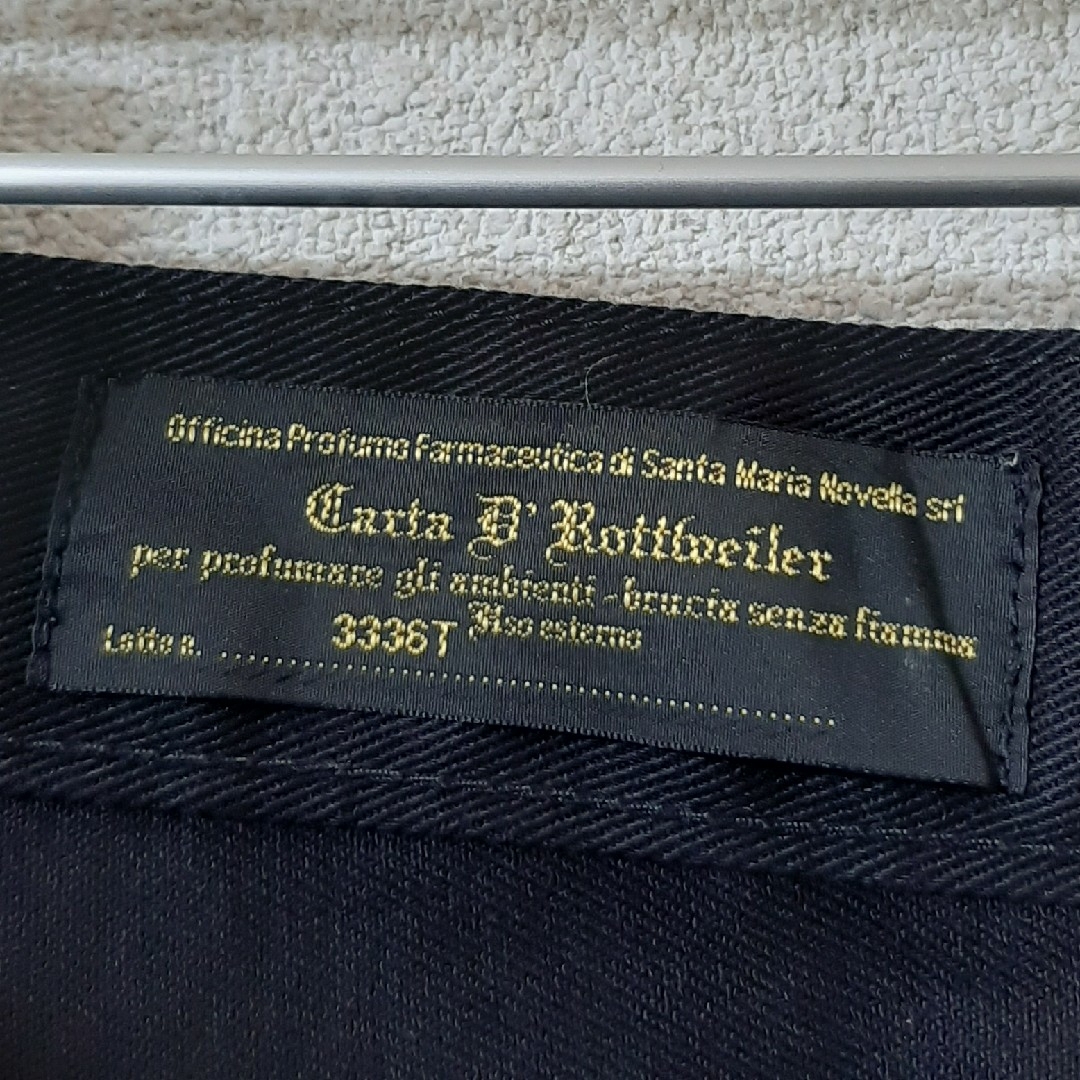 Officina Profumo Farmaceutica di Santa Maria Novella srl
Carta D'Rottweiler
per profumare gli ambienti - brucia senza fiamma
Uso esterno
Lotto n. 3336T